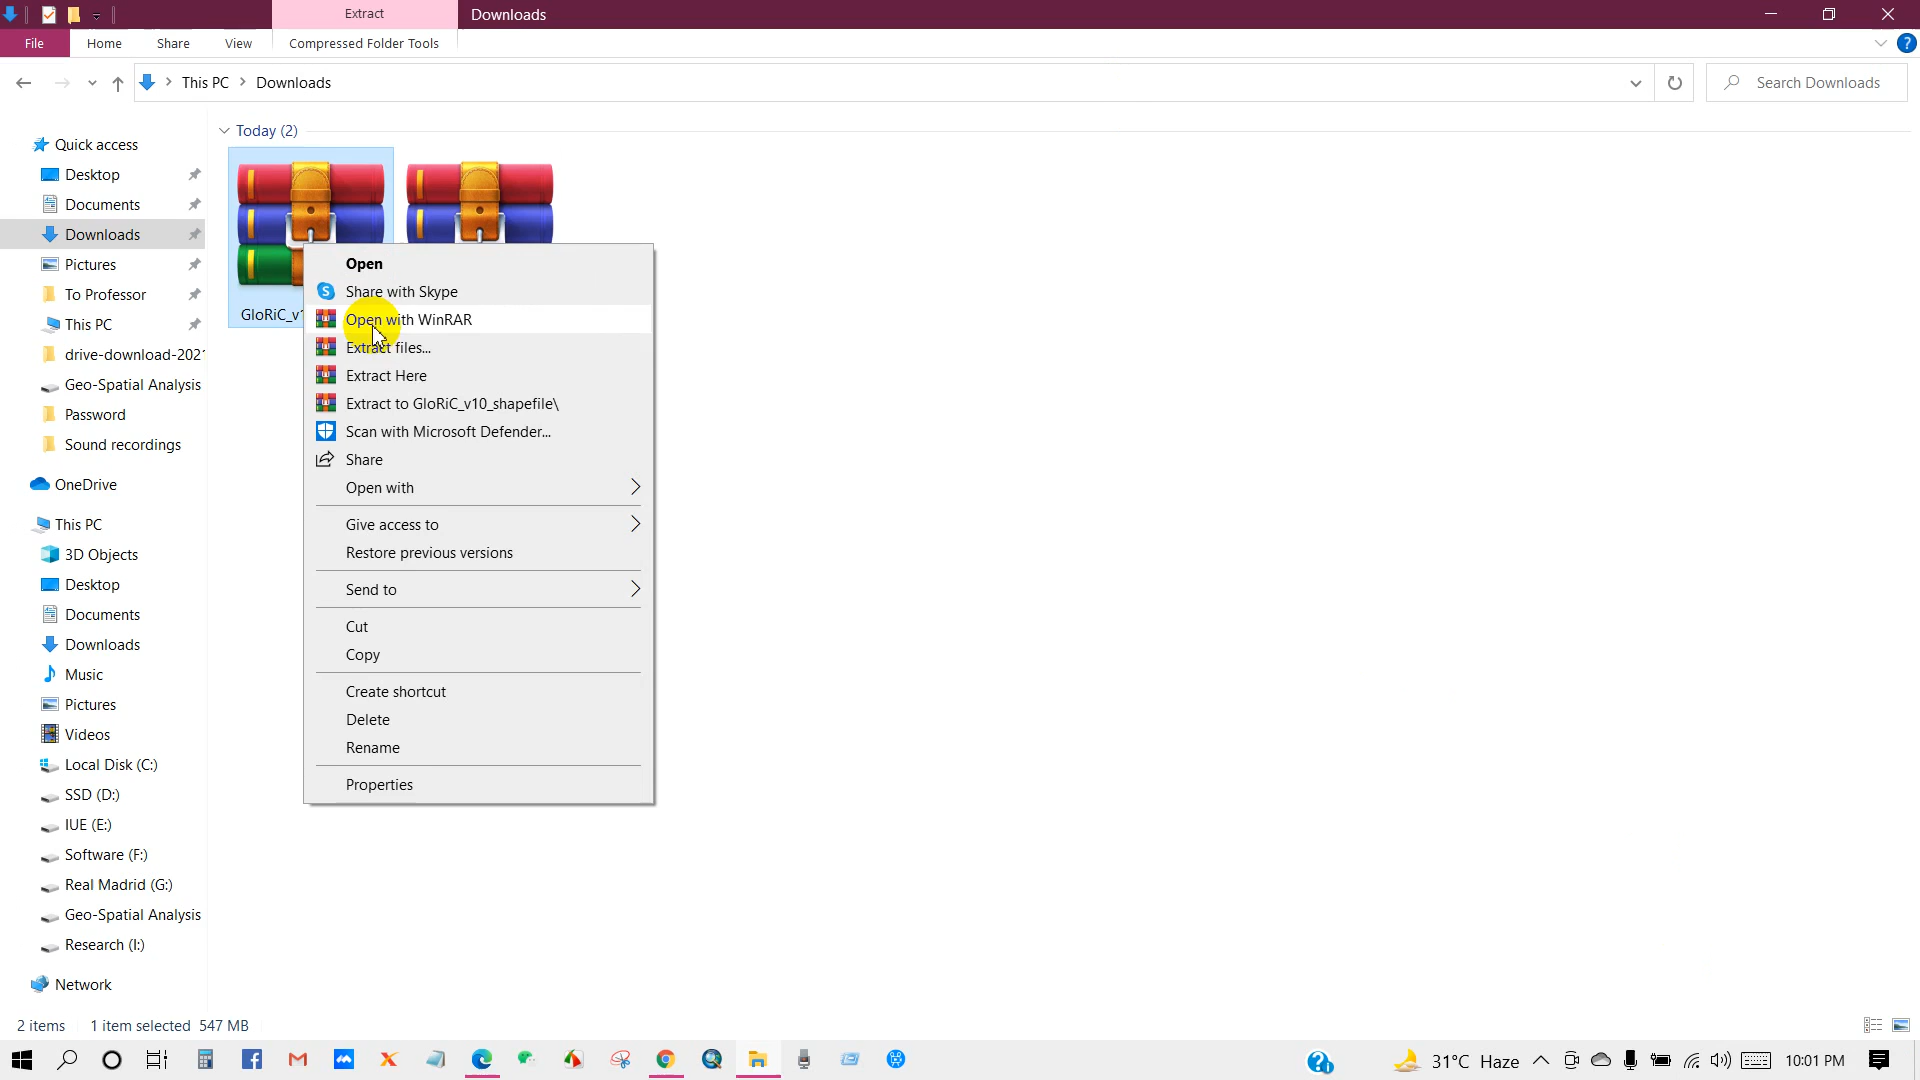 Extract
Downloads
File
Home
Share
View
Compressed Folder Tools
This PC
Downloads
Search Downloads
Today (2)
Quick access
Desktop
Documents
Downloads
Pictures
To Professor
This PC
drive-download-202
Geo-Spatial Analysis
Password
Sound recordings
OneDrive
This PC
3D Objects
Desktop
Documents
Downloads
Music
Pictures
Videos
Local Disk (C:)
SSD (D:)
IUE (E:)
Software (F:)
Real Madrid (G:)
Geo-Spatial Analysis
Research (I:)
Network
GloRiC_v1
Open
Share with Skype
Open with WinRAR
Extract files...
Extract Here
Extract to GloRiC_v10_shapefile\
Scan with Microsoft Defender...
Share
Open with
Give access to
Restore previous versions
Send to
Cut
Copy
Create shortcut
Delete
Rename
Properties
2 items 1 item selected 547 MB
31°C Haze
10:01 PM